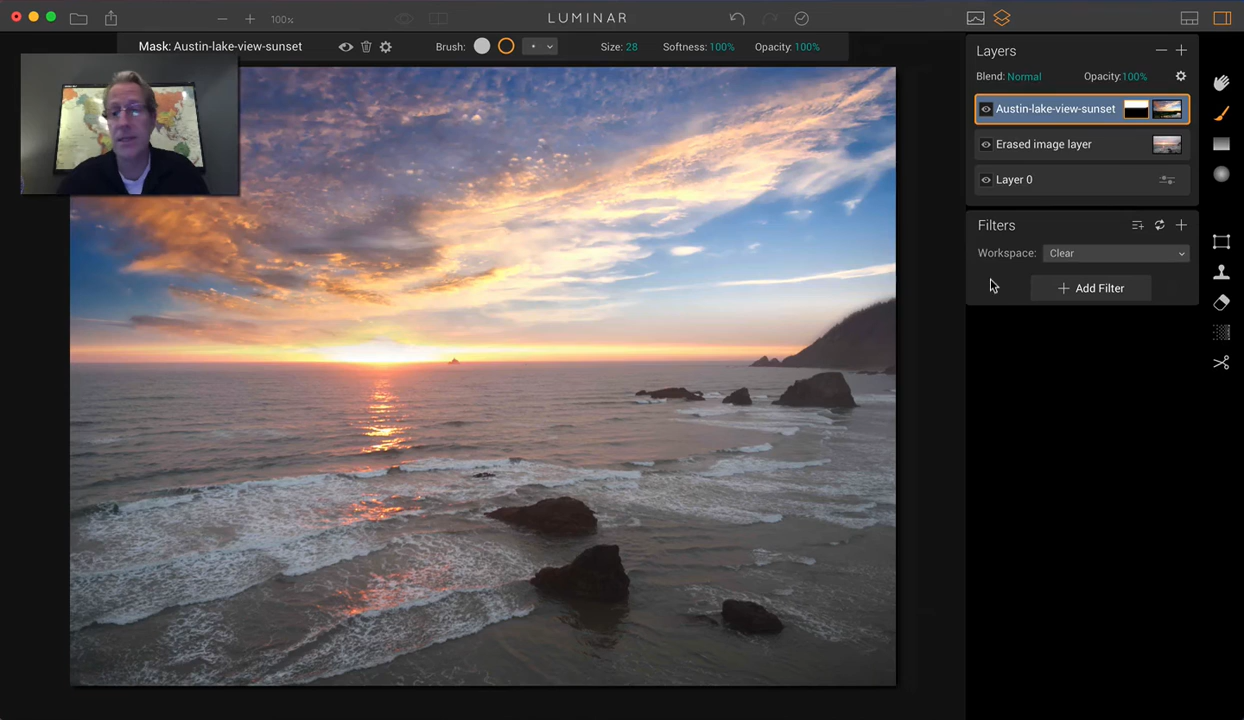 100%
LUMINAR
Mask: Austin-lake-view-sunset
Brush:
Size: 28
Softness: 100%
Opacity: 100%
Layers
Blend: Normal
Opacity: 100%
Austin-lake-view-sunset
Erased image layer
Layer 0
Filters
Workspace: Clear
Add Filter